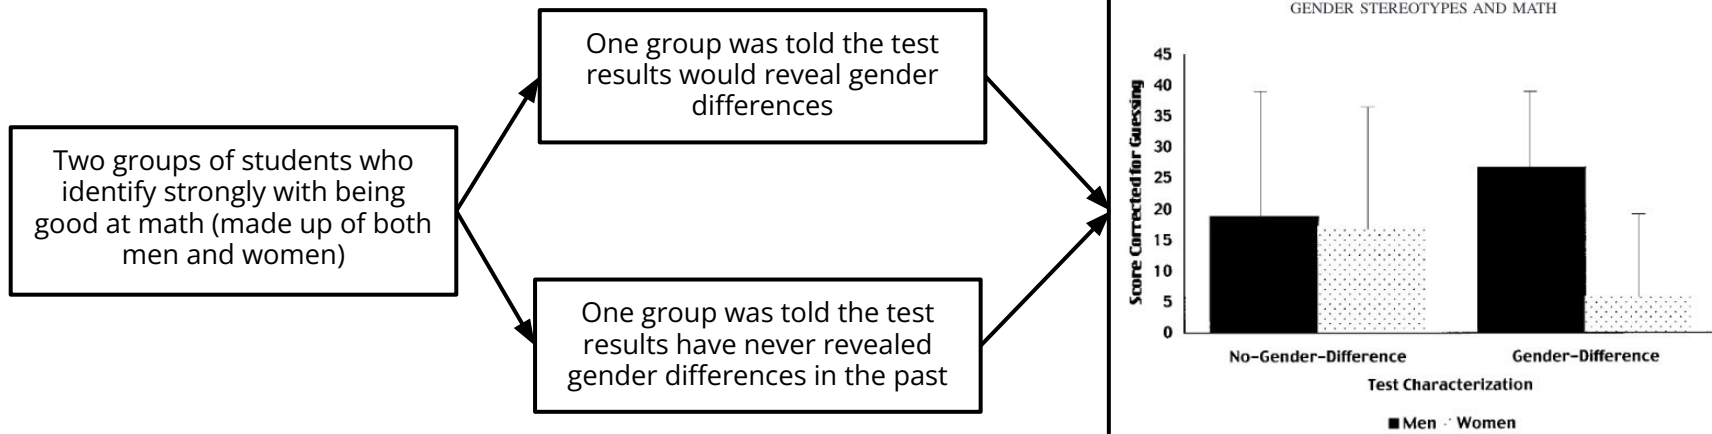 Two groups of students who
identify strongly with being
good at math (made up of both
men and women)
One group was told the test
results would reveal gender
differences
One group was told the test
results have never revealed
gender differences in the past
GENDER STEREOTYPES AND MATH
Score Corrected for Guessing
45
40
35
30
25
20
15
10
5
0
No-Gender-Difference
Gender-Difference
Test Characterization
Men Women